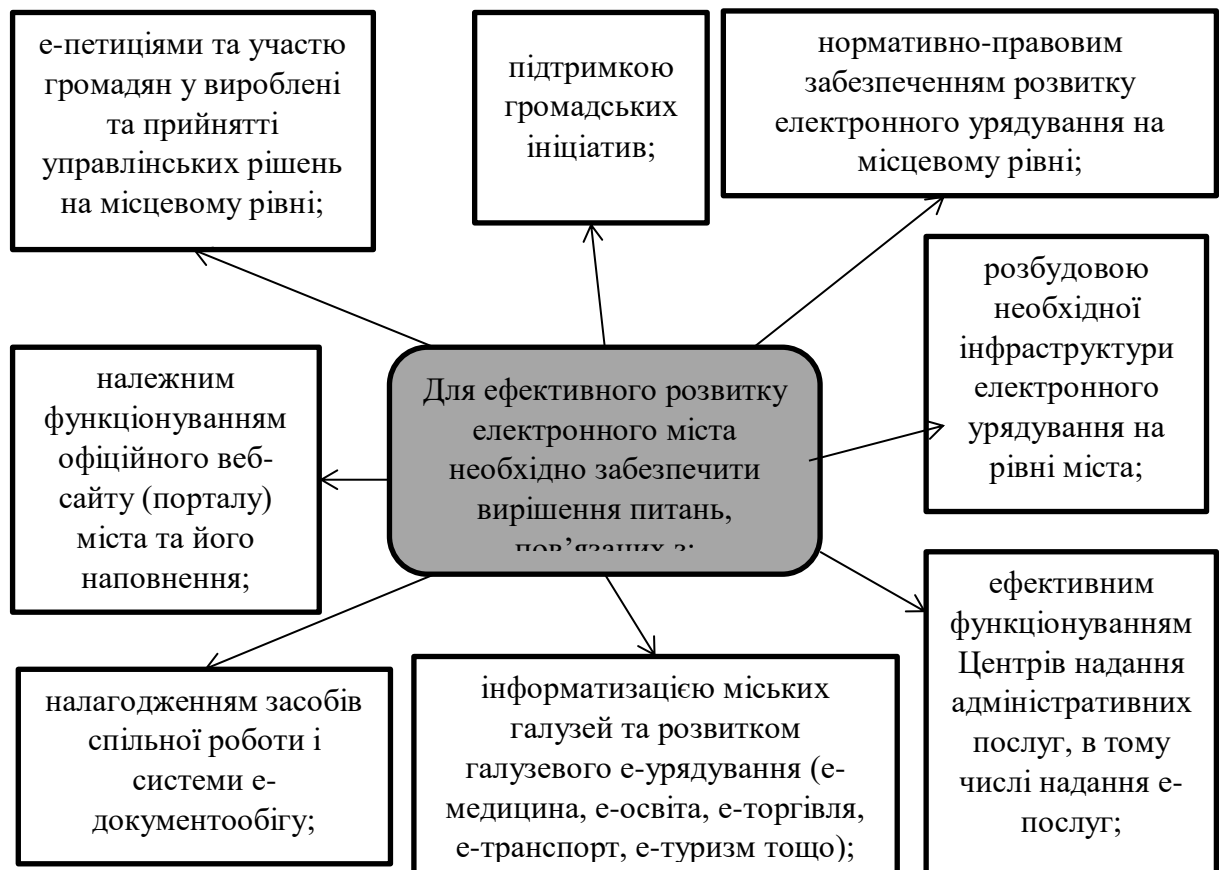 е-петиціями та участю
громадян у вироблені
та прийнятті
управлінських рішень
на місцевому рівні;
підтримкою
громадських
ініціатив;
нормативно-правовим
забезпеченням розвитку
електронного урядування на
місцевому рівні;
розбудовою
необхідної
інфраструктури
електронного
урядування на
рівні міста;
належним
функціонуванням
офіційного веб-
сайту (порталу)
міста та його
наповнення;
Для ефективного розвитку
електронного міста
необхідно забезпечити
вирішення питань,
пов’язаних з:
ефективним
функціонуванням
Центрів надання
адміністративних
послуг, в тому
числі надання е-
послуг;
налагодженням засобів
спільної роботи і
системи е-
документообігу;
інформатизацією міських
галузей та розвитком
галузевого е-урядування (е-
медицина, е-освіта, е-торгівля,
е-транспорт, е-туризм тощо);